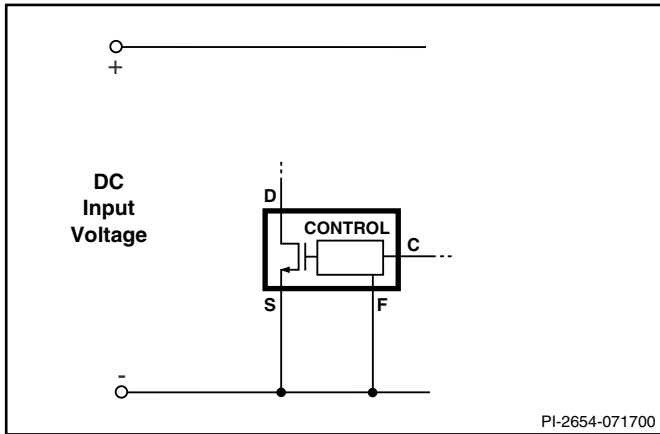 +
DC
Input
Voltage
D
CONTROL
C
S
F
-
PI-2654-071700